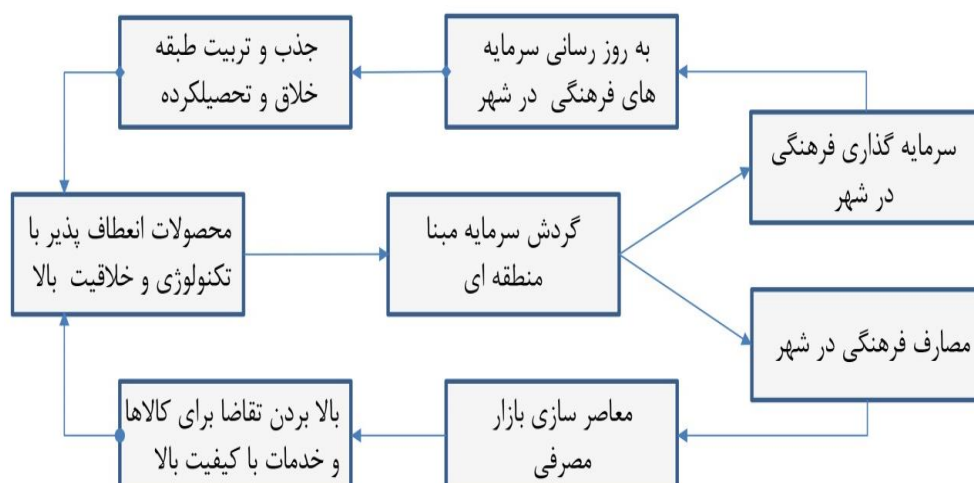 جذب و تربیت طبقه
خلاق و تحصیلکرده
به روز رسانی سرمایه
های فرهنگی در شهر
سرمایه گذاری فرهنگی
در شهر
محصولات انعطاف پذیر با
تکنولوژی و خلاقیت بالا
گردش سرمایه مبنا
منطقه ای
مصارف فرهنگی در شهر
بالا بردن تقاضا برای کالاها
و خدمات با کیفیت بالا
معاصر سازی بازار
مصرفی